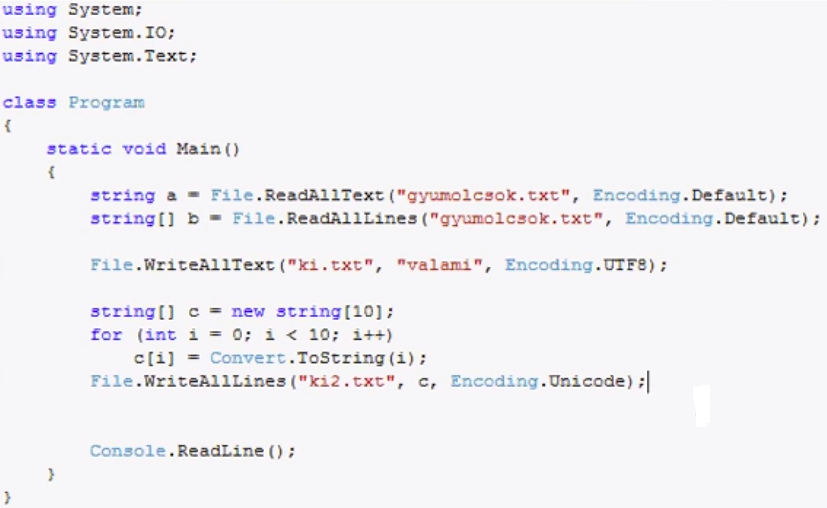 using System;
using System.IO;
using System.Text;
class Program
{
static void Main()
{
string a = File.ReadAllText("gyumolcsok.txt", Encoding.Default);
string[] b = File.ReadAllLines("gyumolcsok.txt", Encoding.Default);
File.WriteAllText("ki.txt", "valami", Encoding.UTF8);
string[] c = new string[10];
for (int i = 0; i < 10; i++)
c[i] = Convert.ToString(i);
File.WriteAllLines("ki2.txt", c, Encoding.Unicode);
Console.ReadLine();
}
}